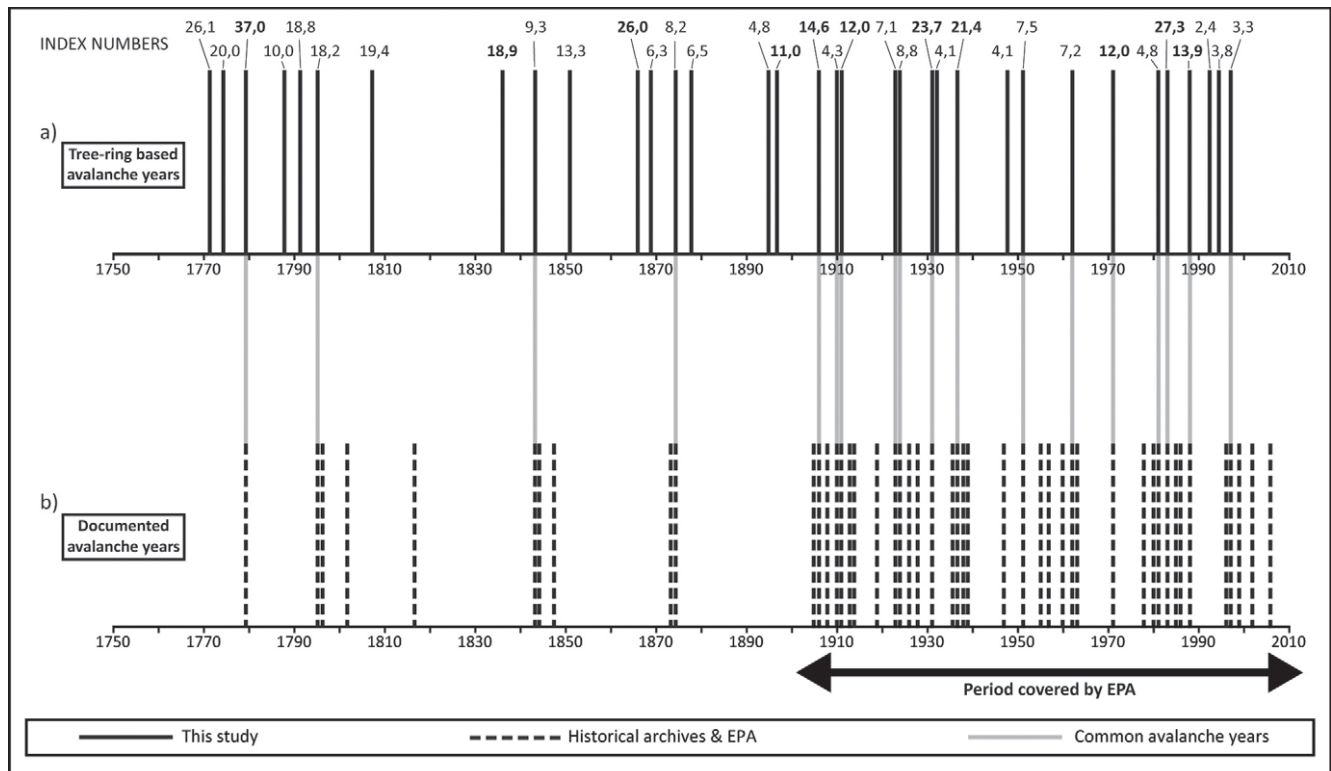 26,1 37,0 18,8 9,3 26,0 8,2 4,8 14,6 12,0 7,1 23,7 21,4 7,5 27,3 2,4 3,3
INDEX NUMBERS
20,0 10,0 18,2 19,4 18,9 13,3 6,3 6,5 11,0 4,3 8,8 4,1 4,1 7,2 12,0 4,8 13,9 3,8
a)
Tree-ring based
avalanche years
1750 1770 1790 1810 1830 1850 1870 1890 1910 1930 1950 1970 1990 2010
b)
Documented
avalanche years
1750 1770 1790 1810 1830 1850 1870 1890 1910 1930 1950 1970 1990 2010
Period covered by EPA
This study Historical archives & EPA Common avalanche years